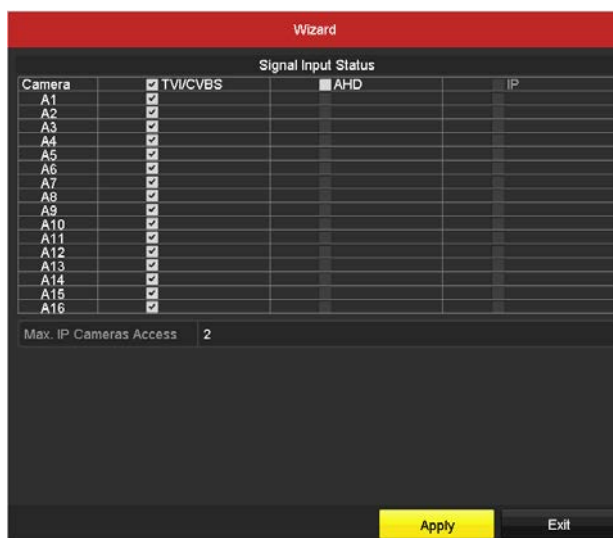 Wizard
Signal Input Status
Camera TVI/CVBS AHD IP
A1
A2
A3
A4
A5
A6
A7
A8
A9
A10
A11
A12
A13
A14
A15
A16
Max. IP Cameras Access 2
Apply Exit